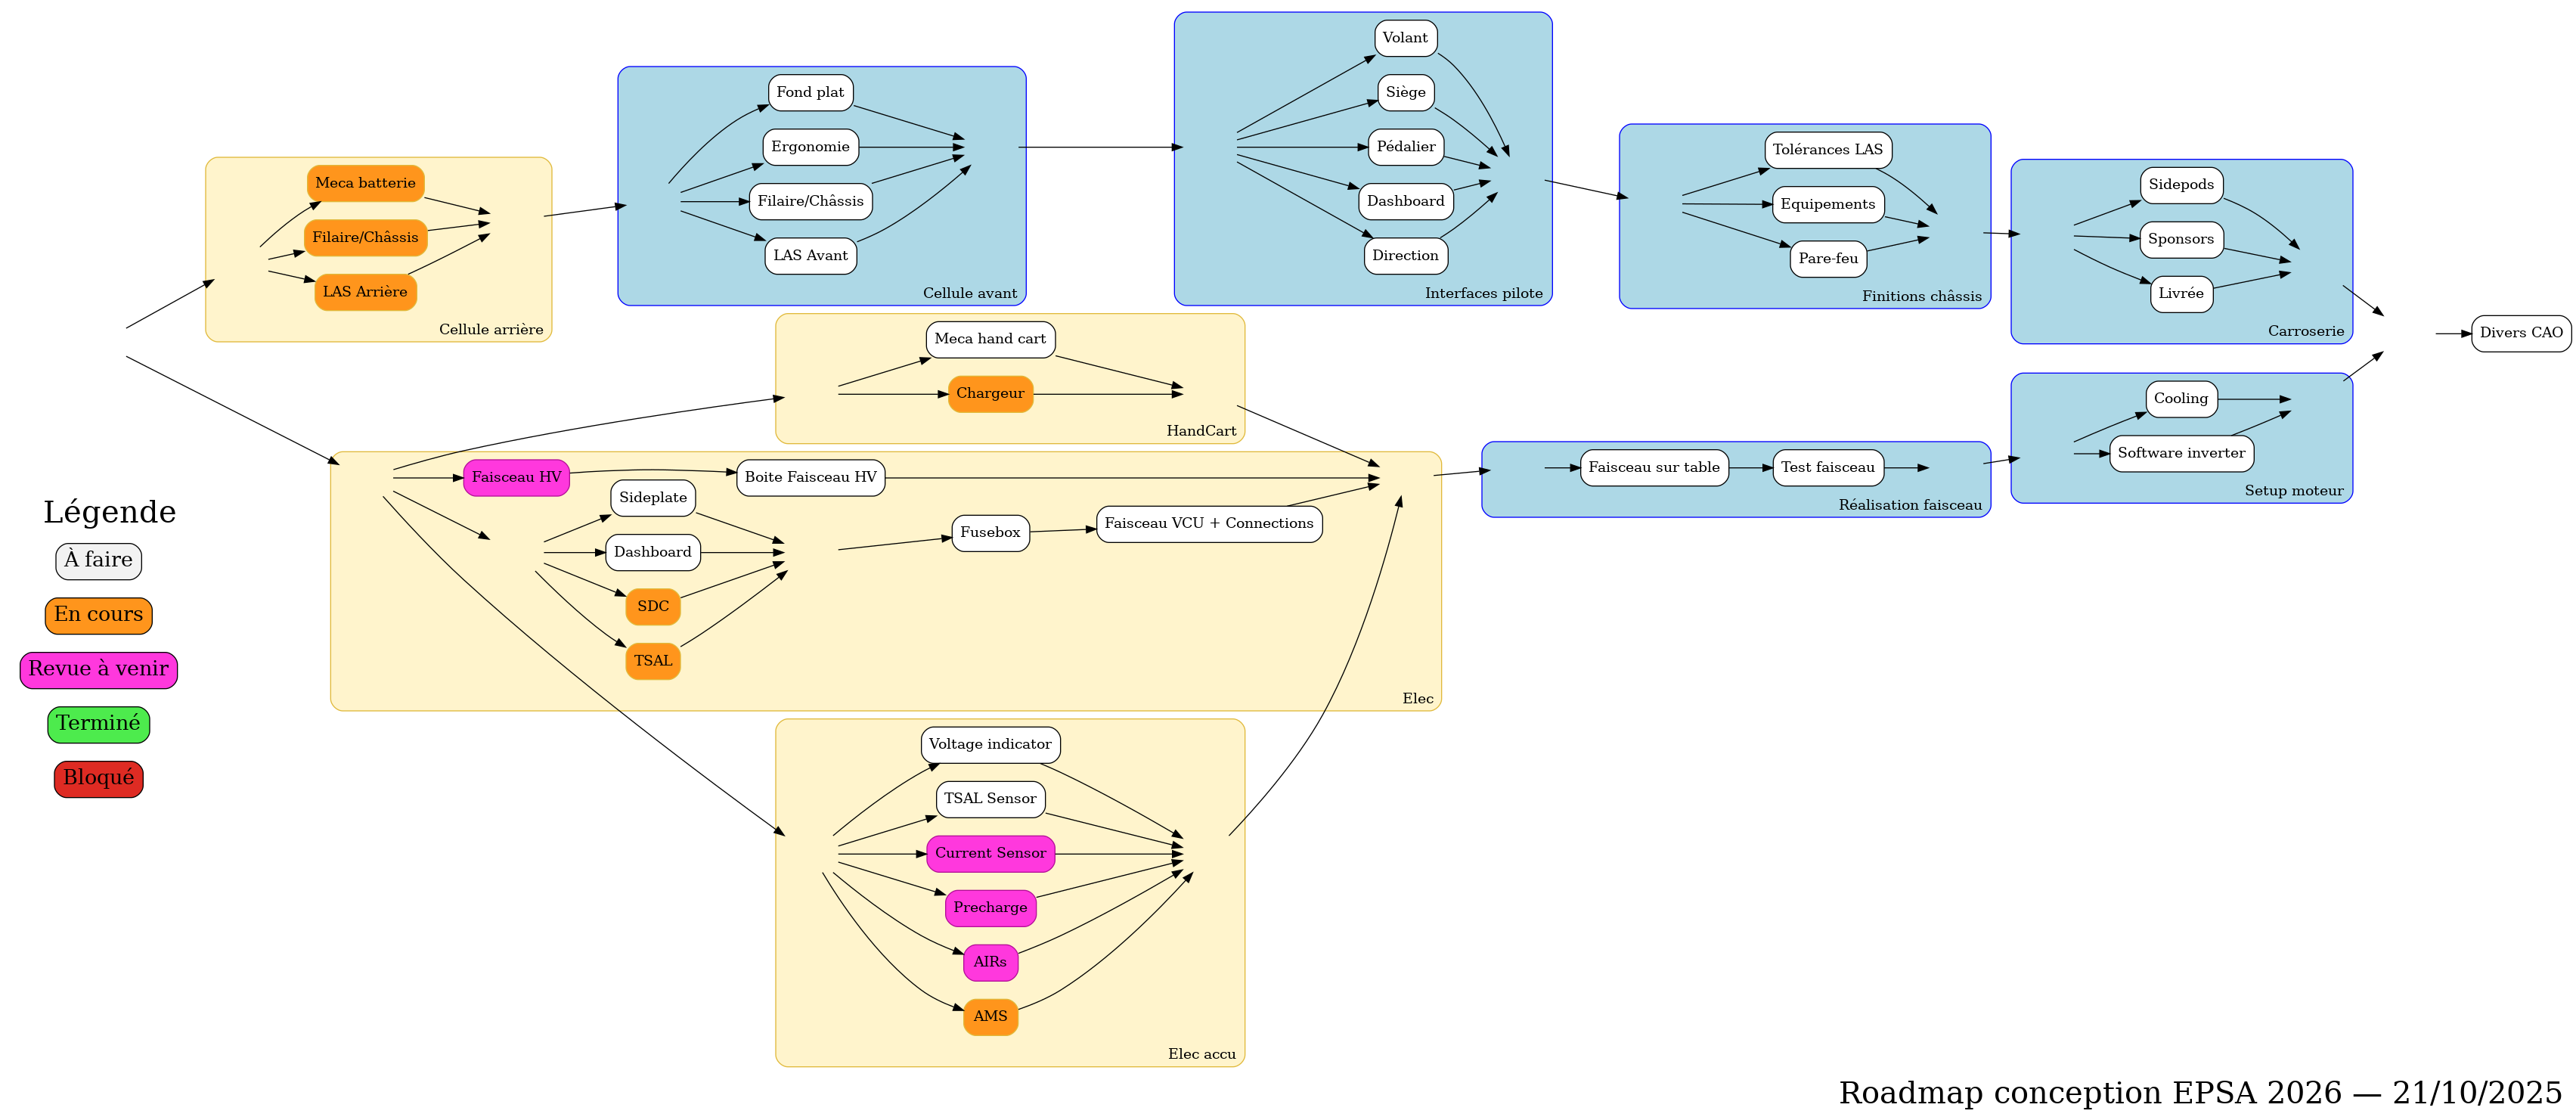 Volant
Siège
Pédalier
Dashboard
Direction
Interfaces pilote
Fond plat
Ergonomie
Filaire/Châssis
LAS Avant
Cellule avant
Meca batterie
Filaire/Châssis
LAS Arrière
Cellule arrière
Tolérances LAS
Equipements
Pare-feu
Finitions châssis
Sidepods
Sponsors
Livrée
Carroserie
Divers CAO
Meca hand cart
Chargeur
HandCart
Faisceau HV
Boite Faisceau HV
Sideplate
Dashboard
SDC
TSAL
Fusebox
Faisceau VCU + Connections
Elec
Faisceau sur table
Test faisceau
Réalisation faisceau
Cooling
Software inverter
Setup moteur
Légende
À faire
En cours
Revue à venir
Terminé
Bloqué
Voltage indicator
TSAL Sensor
Current Sensor
Precharge
AIRs
AMS
Elec accu
Roadmap conception EPSA 2026 — 21/10/2025